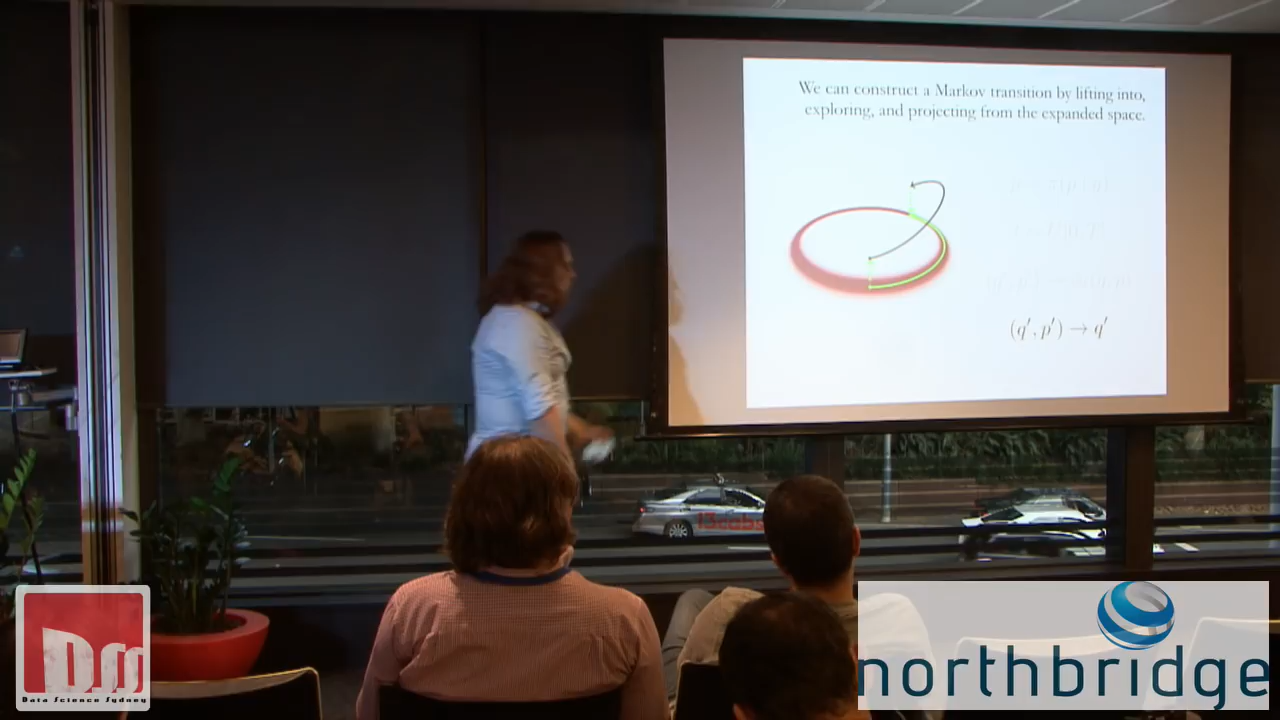 We can construct a Markov transition by lifting into,
exploring, and projecting from the expanded space.
(q′, p′) → q′
13cabs
Data Science Sydney
northbridge